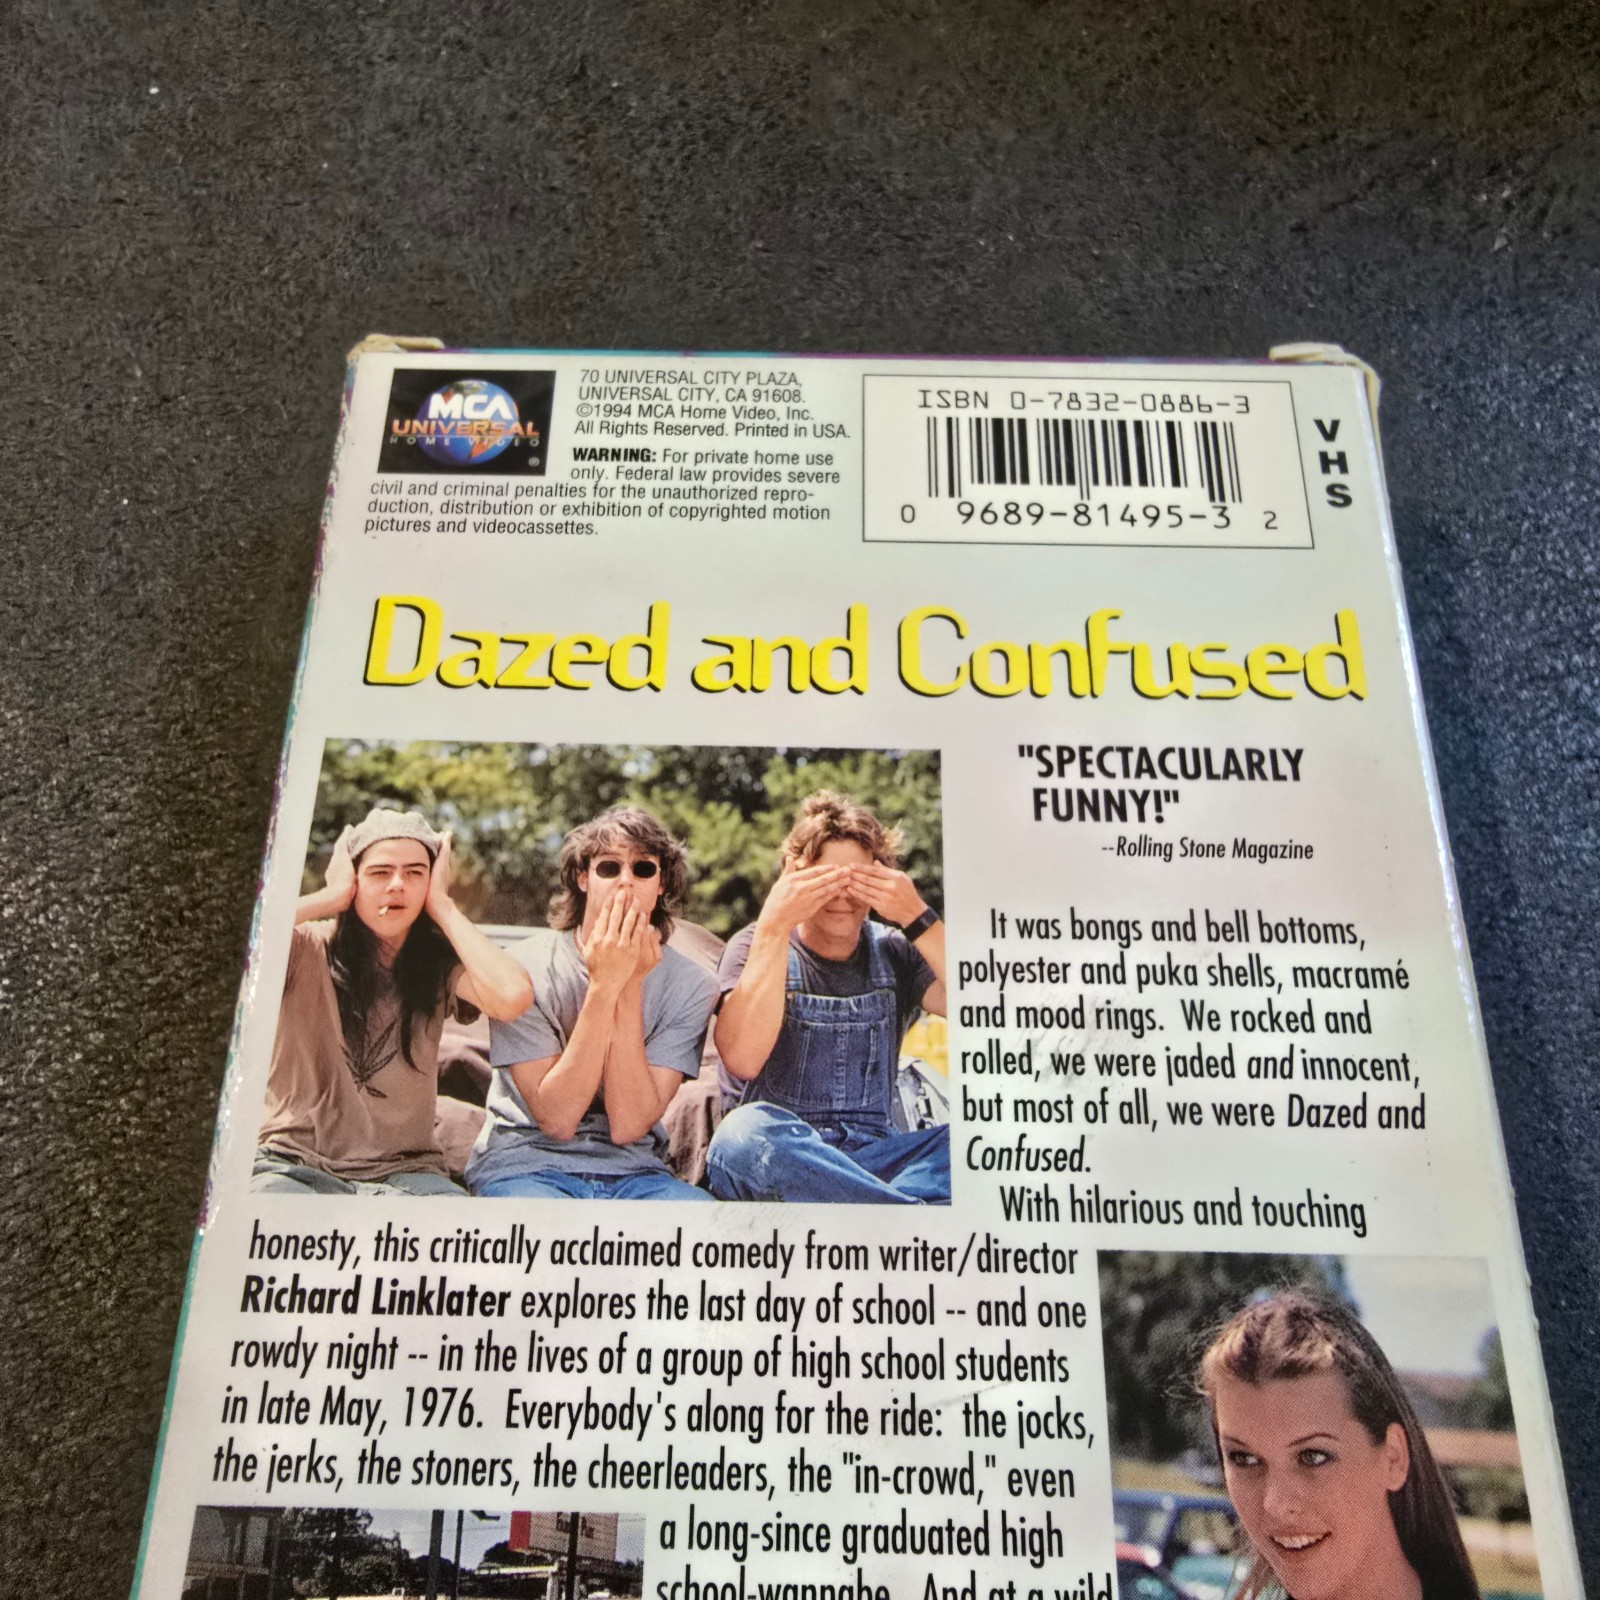 MCA
UNIVERSAL
HOME VIDEO
®
70 UNIVERSAL CITY PLAZA,
UNIVERSAL CITY, CA 91608.
©1994 MCA Home Video, Inc.
All Rights Reserved. Printed in USA.
WARNING: For private home use
only. Federal law provides severe
civil and criminal penalties for the unauthorized repro-
duction, distribution or exhibition of copyrighted motion
pictures and videocassettes.
ISBN 0-7832-0886-3
0 9689-81495-3 2
VHS
Dazed and Confused
"SPECTACULARLY
FUNNY!"
--Rolling Stone Magazine
It was bongs and bell bottoms,
polyester and puka shells, macramé
and mood rings. We rocked and
rolled, we were jaded and innocent,
but most of all, we were Dazed and
Confused.
With hilarious and touching
honesty, this critically acclaimed comedy from writer/director
Richard Linklater explores the last day of school -- and one
rowdy night -- in the lives of a group of high school students
in late May, 1976. Everybody's along for the ride: the jocks,
the jerks, the stoners, the cheerleaders, the "in-crowd," even
a long-since graduated high
school-wannabe. And at a wild